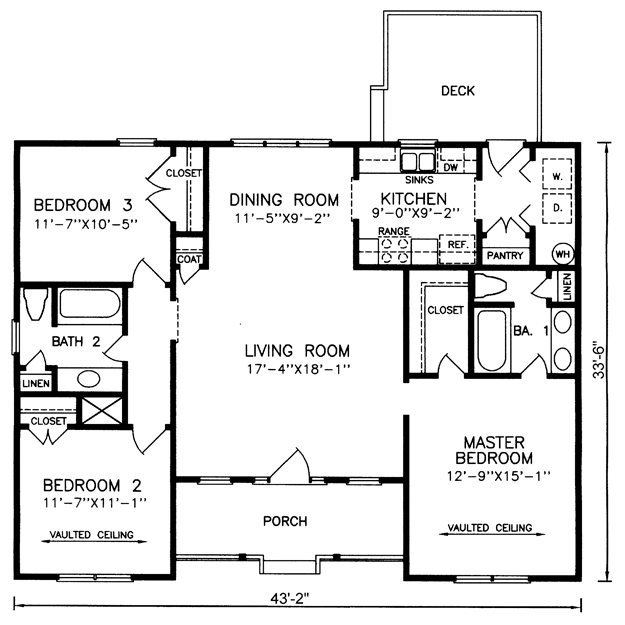 DECK
CLOSET
BEDROOM 3
11'-7"X10'-5"
DINING ROOM
11'-5"X9'-2"
SINKS
DW
KITCHEN
9'-0"X9'-2"
RANGE
REF.
W.
D.
PANTRY
WH
COAT
LINEN
CLOSET
BA. 1
BATH 2
LINEN
LIVING ROOM
17'-4"X18'-1"
33'-6"
CLOSET
MASTER
BEDROOM
12'-9"X15'-1"
BEDROOM 2
11'-7"X11'-1"
VAULTED CEILING
PORCH
VAULTED CEILING
43'-2"